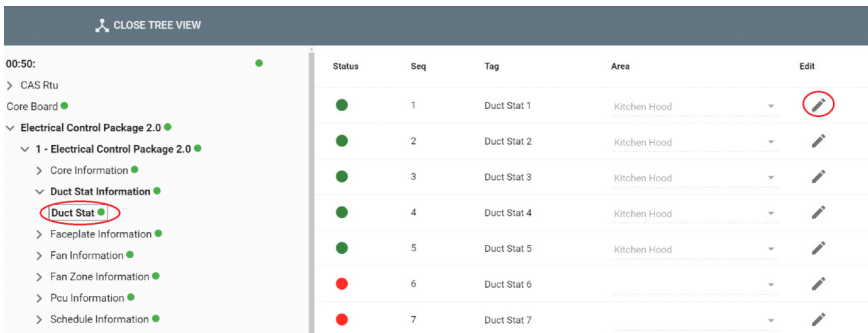 CLOSE TREE VIEW
00:50:
CAS Rtu
Core Board
Electrical Control Package 2.0
1 - Electrical Control Package 2.0
Core Information
Duct Stat Information
Duct Stat
Faceplate Information
Fan Information
Fan Zone Information
Pcu Information
Schedule Information
Status Seq Tag Area Edit
1 Duct Stat 1 Kitchen Hood
2 Duct Stat 2 Kitchen Hood
3 Duct Stat 3 Kitchen Hood
4 Duct Stat 4 Kitchen Hood
5 Duct Stat 5 Kitchen Hood
6 Duct Stat 6
7 Duct Stat 7